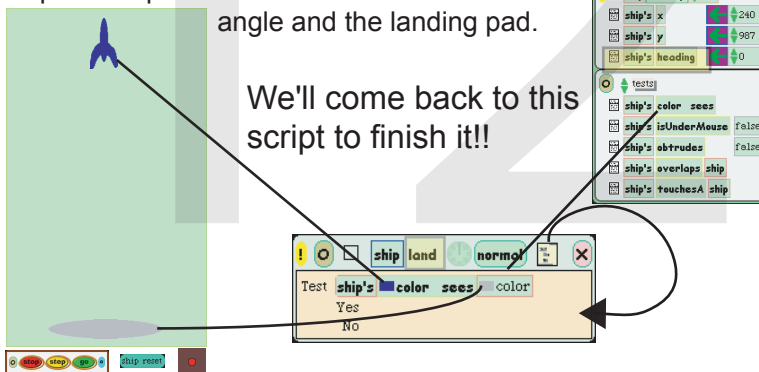 angle and the landing pad.
We'll come back to this
script to finish it!!
ship's x 240
ship's y 987
ship's heading 0
tests
ship's color sees
ship's isUnderMouse false
ship's obtrudes false
ship's overlaps ship
ship's touchesA ship
! ship land normal X
Test ship's color sees color
Yes
No
stop step go
ship reset